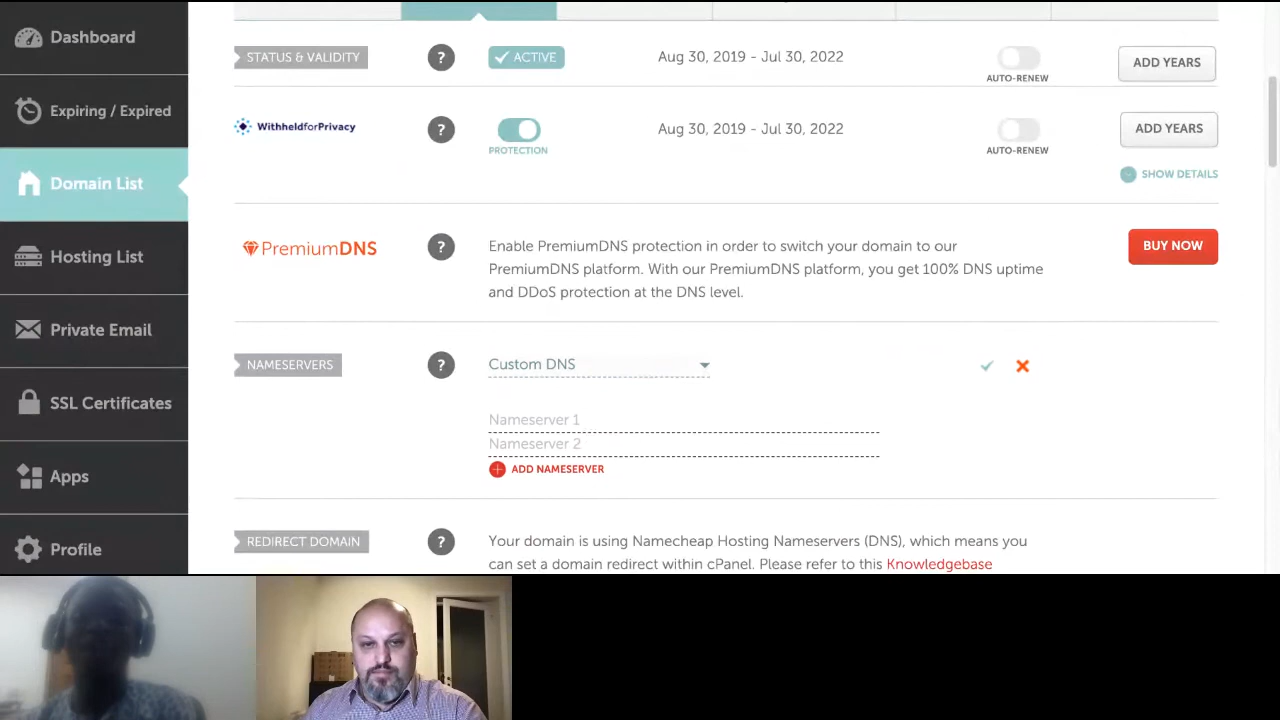 Dashboard
Expiring / Expired
Domain List
Hosting List
Private Email
SSL Certificates
Apps
Profile
STATUS & VALIDITY
?
ACTIVE
Aug 30, 2019 - Jul 30, 2022
AUTO-RENEW
ADD YEARS
WithheldforPrivacy
?
PROTECTION
Aug 30, 2019 - Jul 30, 2022
AUTO-RENEW
ADD YEARS
SHOW DETAILS
PremiumDNS
?
Enable PremiumDNS protection in order to switch your domain to our
PremiumDNS platform. With our PremiumDNS platform, you get 100% DNS uptime
and DDoS protection at the DNS level.
BUY NOW
NAMESERVERS
?
Custom DNS
Nameserver 1
Nameserver 2
ADD NAMESERVER
REDIRECT DOMAIN
?
Your domain is using Namecheap Hosting Nameservers (DNS), which means you
can set a domain redirect within cPanel. Please refer to this Knowledgebase